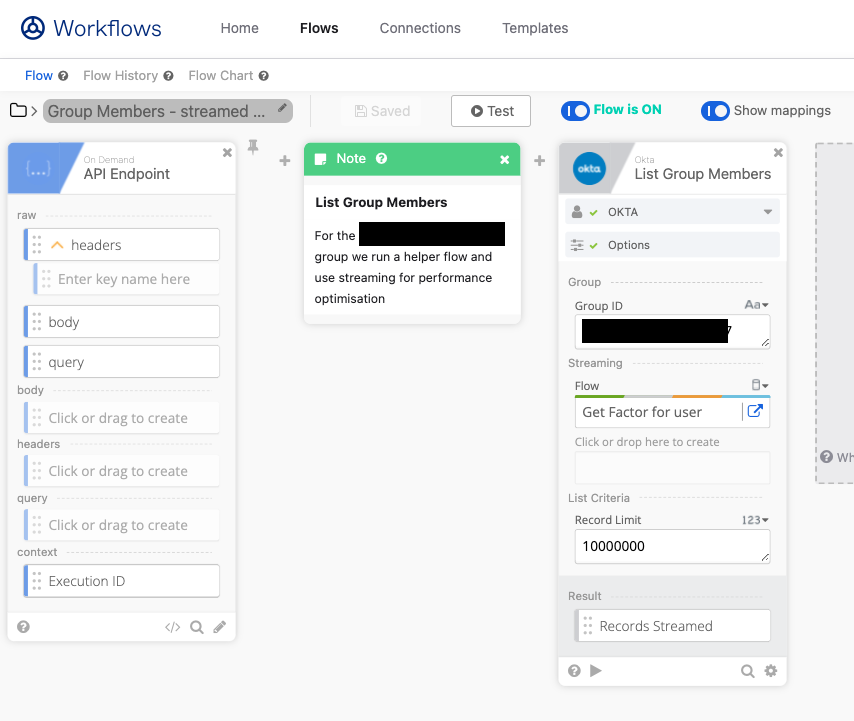 Workflows
Home
Flows
Connections
Templates
Flow
Flow History
Flow Chart
Group Members - streamed ...
Saved
Test
Flow is ON
Show mappings
{...}
On Demand
API Endpoint
raw
headers
Enter key name here
body
query
body
Click or drag to create
headers
Click or drag to create
query
Click or drag to create
context
Execution ID
</>
Note
List Group Members
For the
group we run a helper flow and
use streaming for performance
optimisation
okta
Okta
List Group Members
OKTA
Options
Group
Group ID
Aa
7
Streaming
Flow
Get Factor for user
Click or drop here to create
List Criteria
Record Limit
123
10000000
Result
Records Streamed
Wh